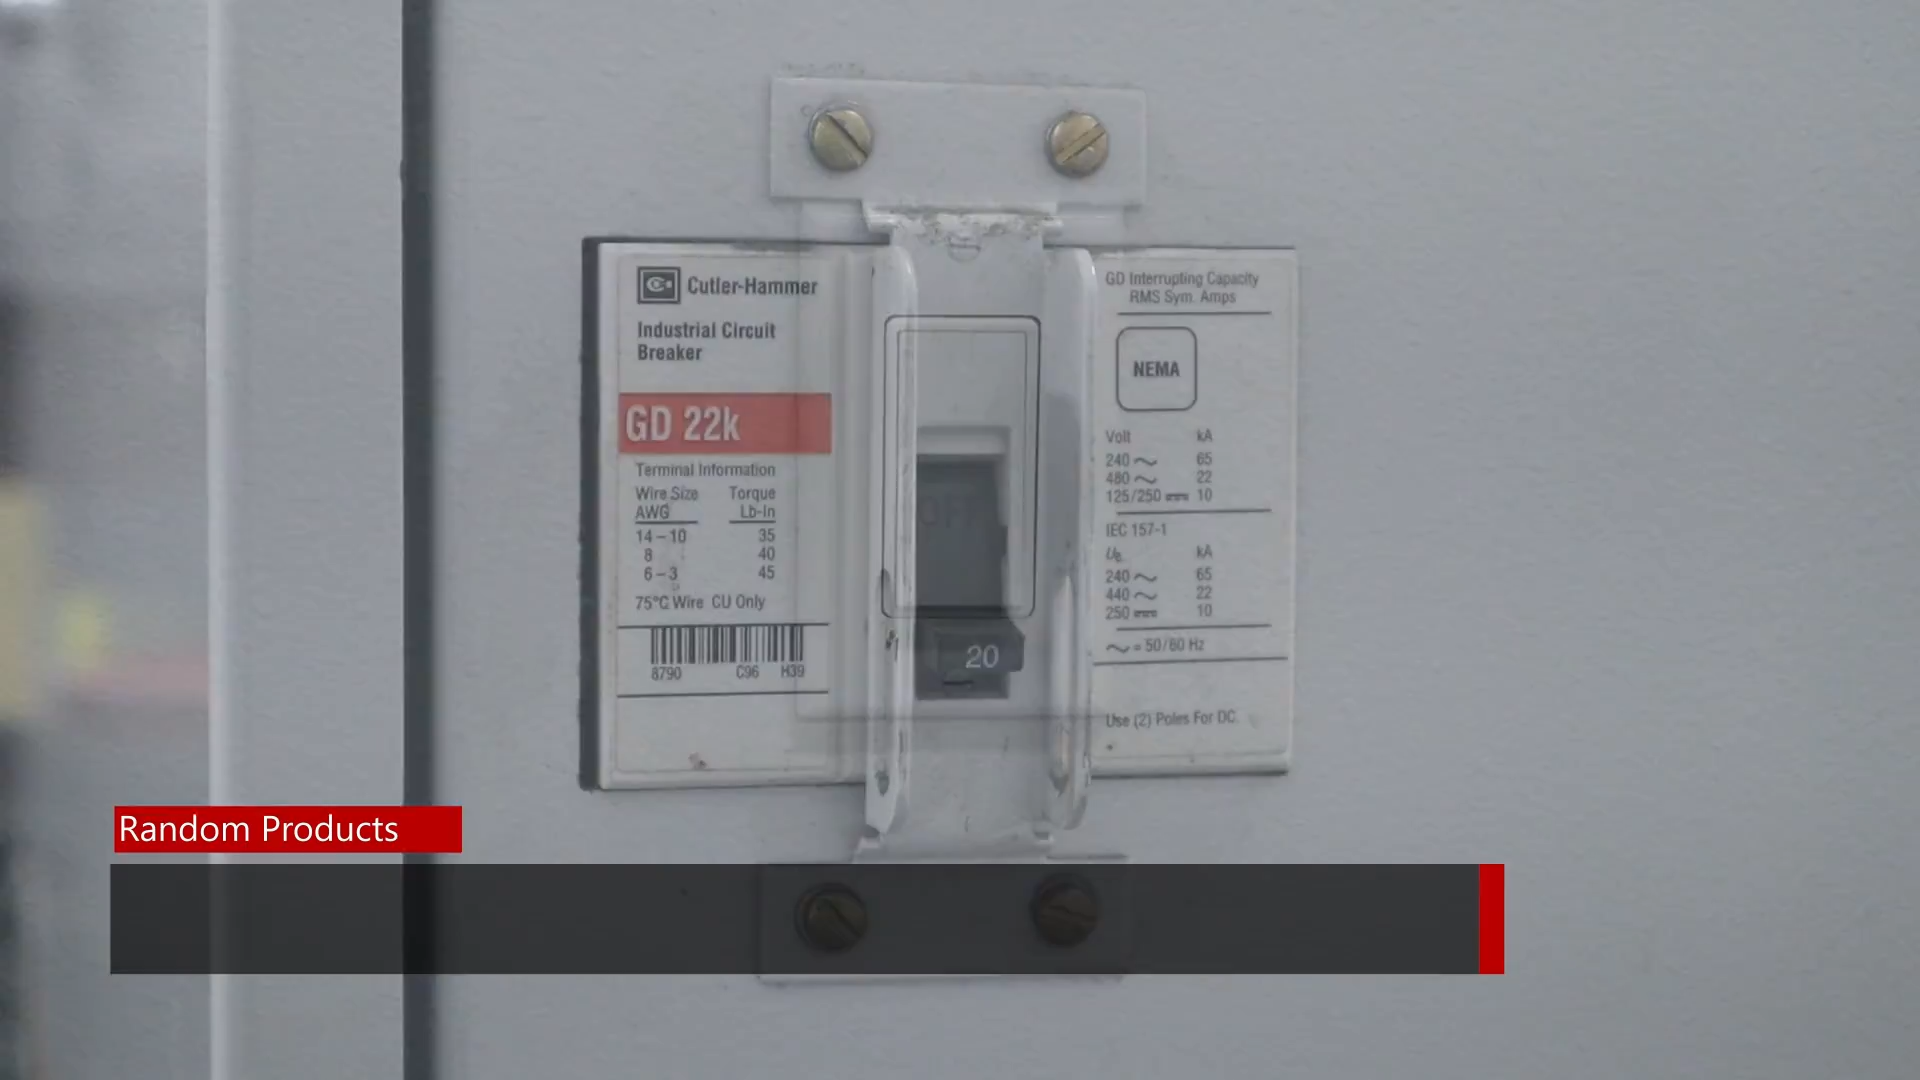 Cutler-Hammer
Industrial Circuit
Breaker
GD 22k
Terminal Information
Wire Size Torque
AWG Lb-In
14-10 35
8 40
6-3 45
75°C Wire CU Only
8790 C96 H39
20
GD Interrupting Capacity
RMS Sym. Amps
NEMA
Volt kA
240 ~ 65
480 ~ 22
125/250 ⎓ 10
IEC 157-1
Ue kA
240 ~ 65
440 ~ 22
250 ⎓ 10
~ = 50/60 Hz
Use (2) Poles For DC
Random Products